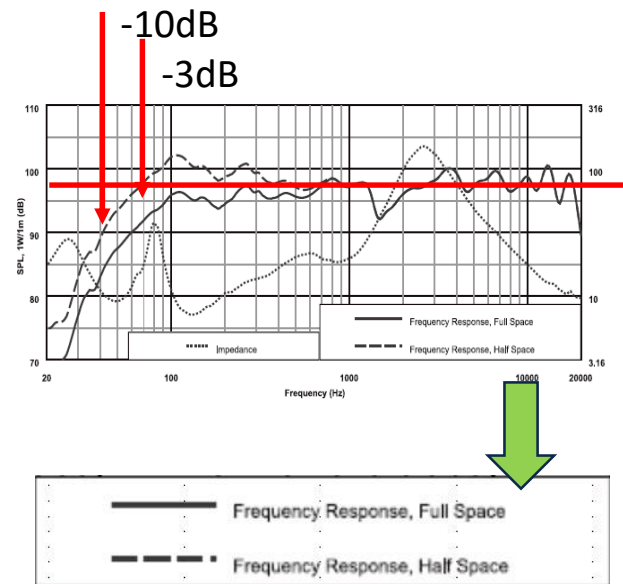 -10dB
-3dB
110
316
100
100
SPL, 1W/1m (dB)
90
80
10
Frequency Response, Full Space
Impedance
Frequency Response, Half Space
70
3.16
20
100
1000
10000
20000
Frequency (Hz)
Frequency Response, Full Space
Frequency Response, Half Space